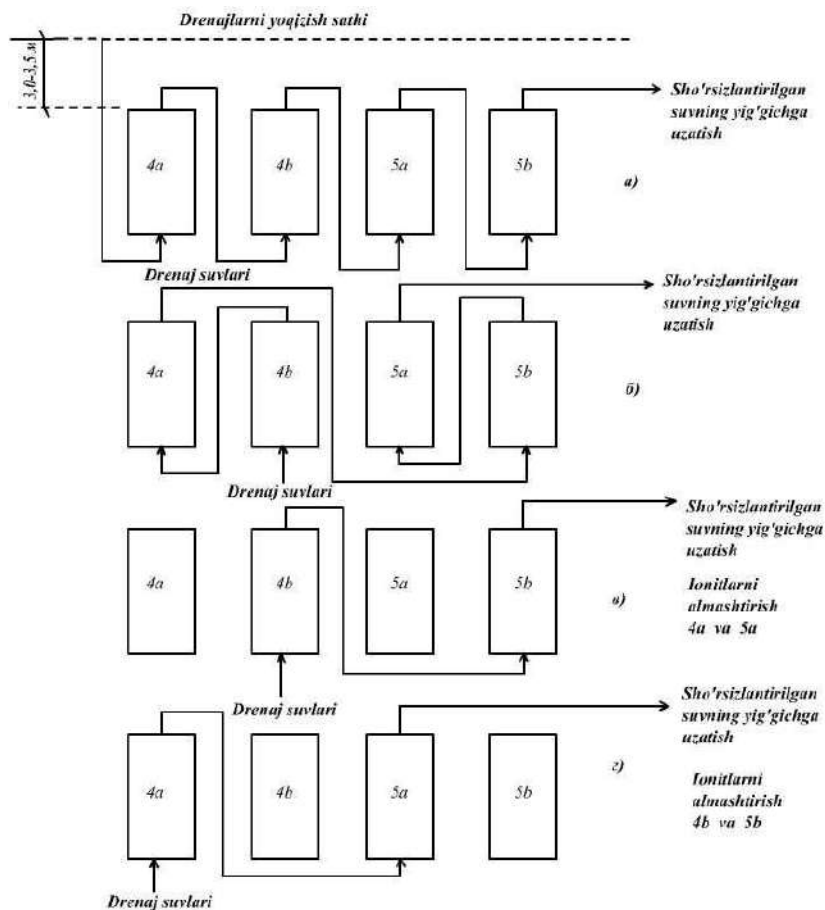 Drenajlarni yoqizish sathi
3,0-3,5 м
Sho'rsizlantirilgan
suvning yig'gichga
uzatish
4a
4b
5a
5b
а)
Drenaj suvlari
Sho'rsizlantirilgan
suvning yig'gichga
uzatish
4a
4b
5a
5b
б)
Drenaj suvlari
Sho'rsizlantirilgan
suvning yig'gichga
uzatish
4a
4b
5a
5b
в)
Ionitlarni
almashtirish
4a va 5a
Drenaj suvlari
Sho'rsizlantirilgan
suvning yig'gichga
uzatish
4a
4b
5a
5b
г)
Ionitlarni
almashtirish
4b va 5b
Drenaj suvlari